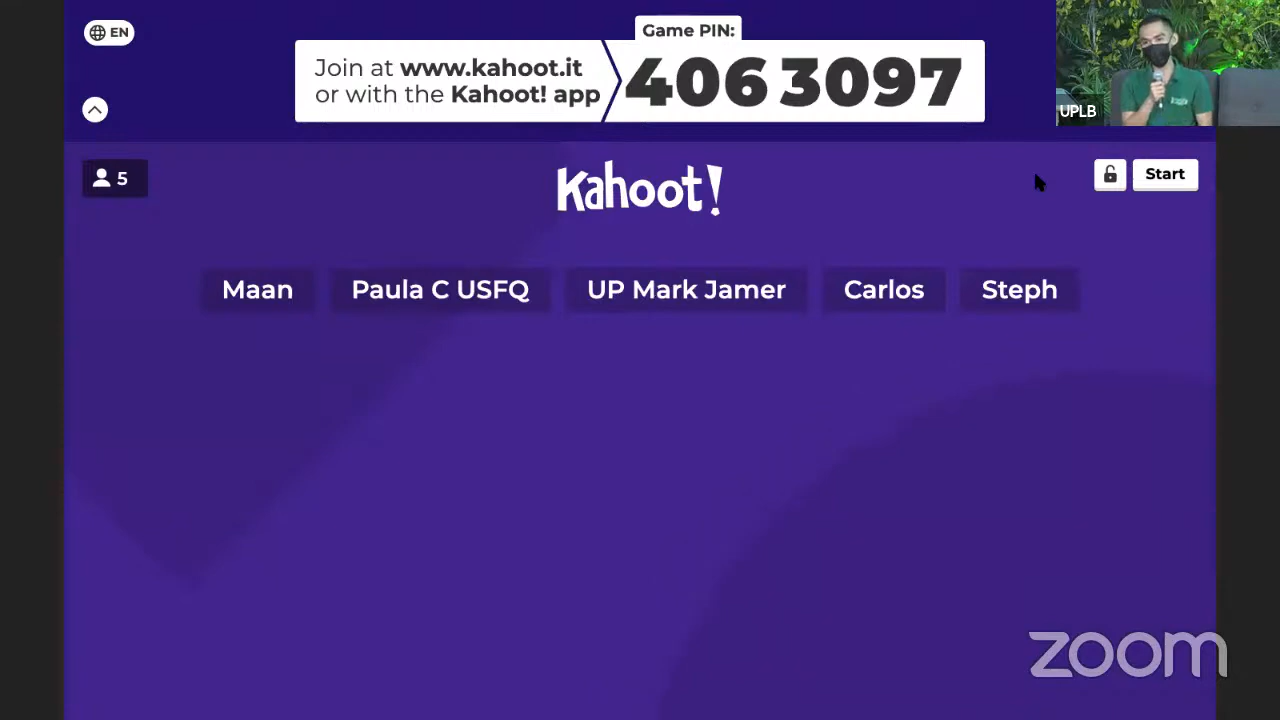 EN
Game PIN:
Join at www.kahoot.it
or with the Kahoot! app
406 3097
UPLB
5
Kahoot!
Start
Maan
Paula C USFQ
UP Mark Jamer
Carlos
Steph
zoom